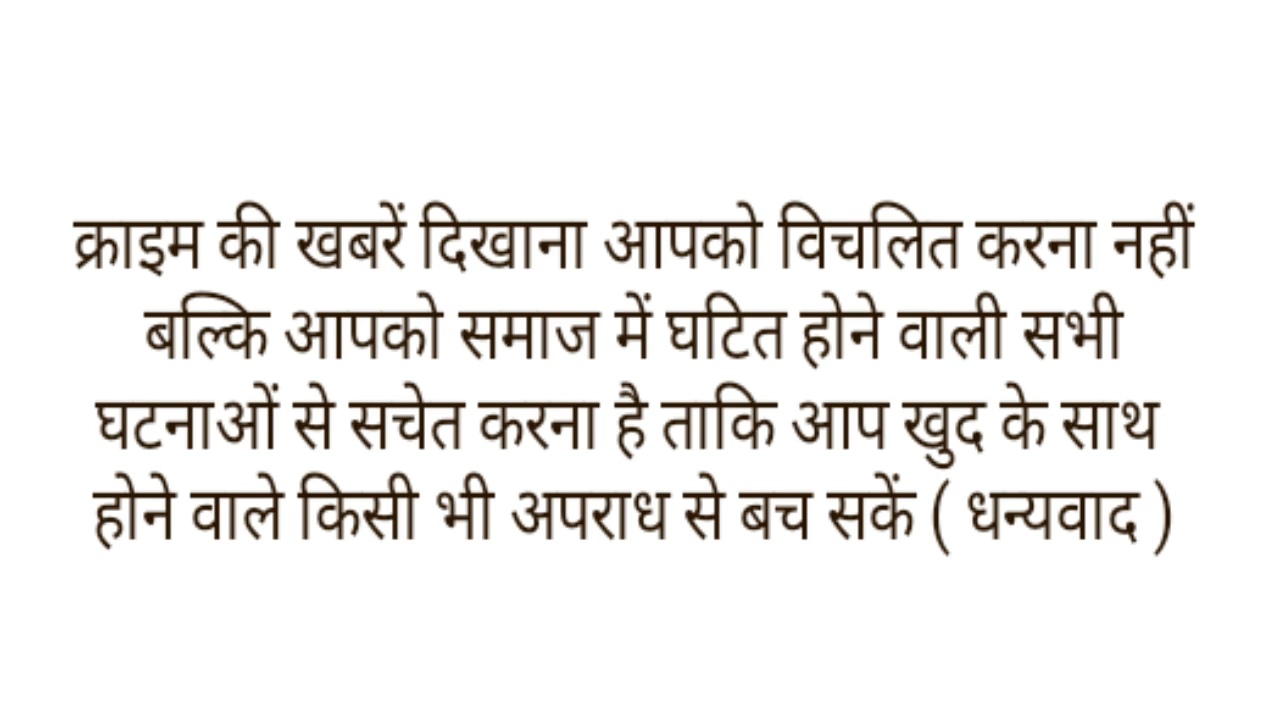 क्राइम की खबरें दिखाना आपको विचलित करना नहीं
बल्कि आपको समाज में घटित होने वाली सभी
घटनाओं से सचेत करना है ताकि आप खुद के साथ
होने वाले किसी भी अपराध से बच सकें ( धन्यवाद )